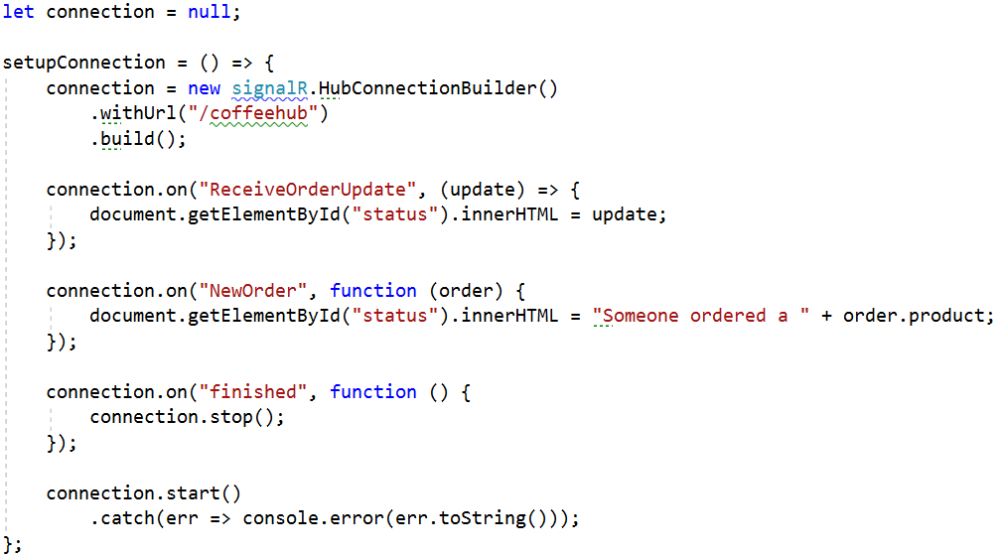 let connection = null;

setupConnection = () => {
    connection = new signalR.HubConnectionBuilder()
        .withUrl("/coffeehub")
        .build();

    connection.on("ReceiveOrderUpdate", (update) => {
        document.getElementById("status").innerHTML = update;
    });

    connection.on("NewOrder", function (order) {
        document.getElementById("status").innerHTML = "Someone ordered a " + order.product;
    });

    connection.on("finished", function () {
        connection.stop();
    });

    connection.start()
        .catch(err => console.error(err.toString()));
};